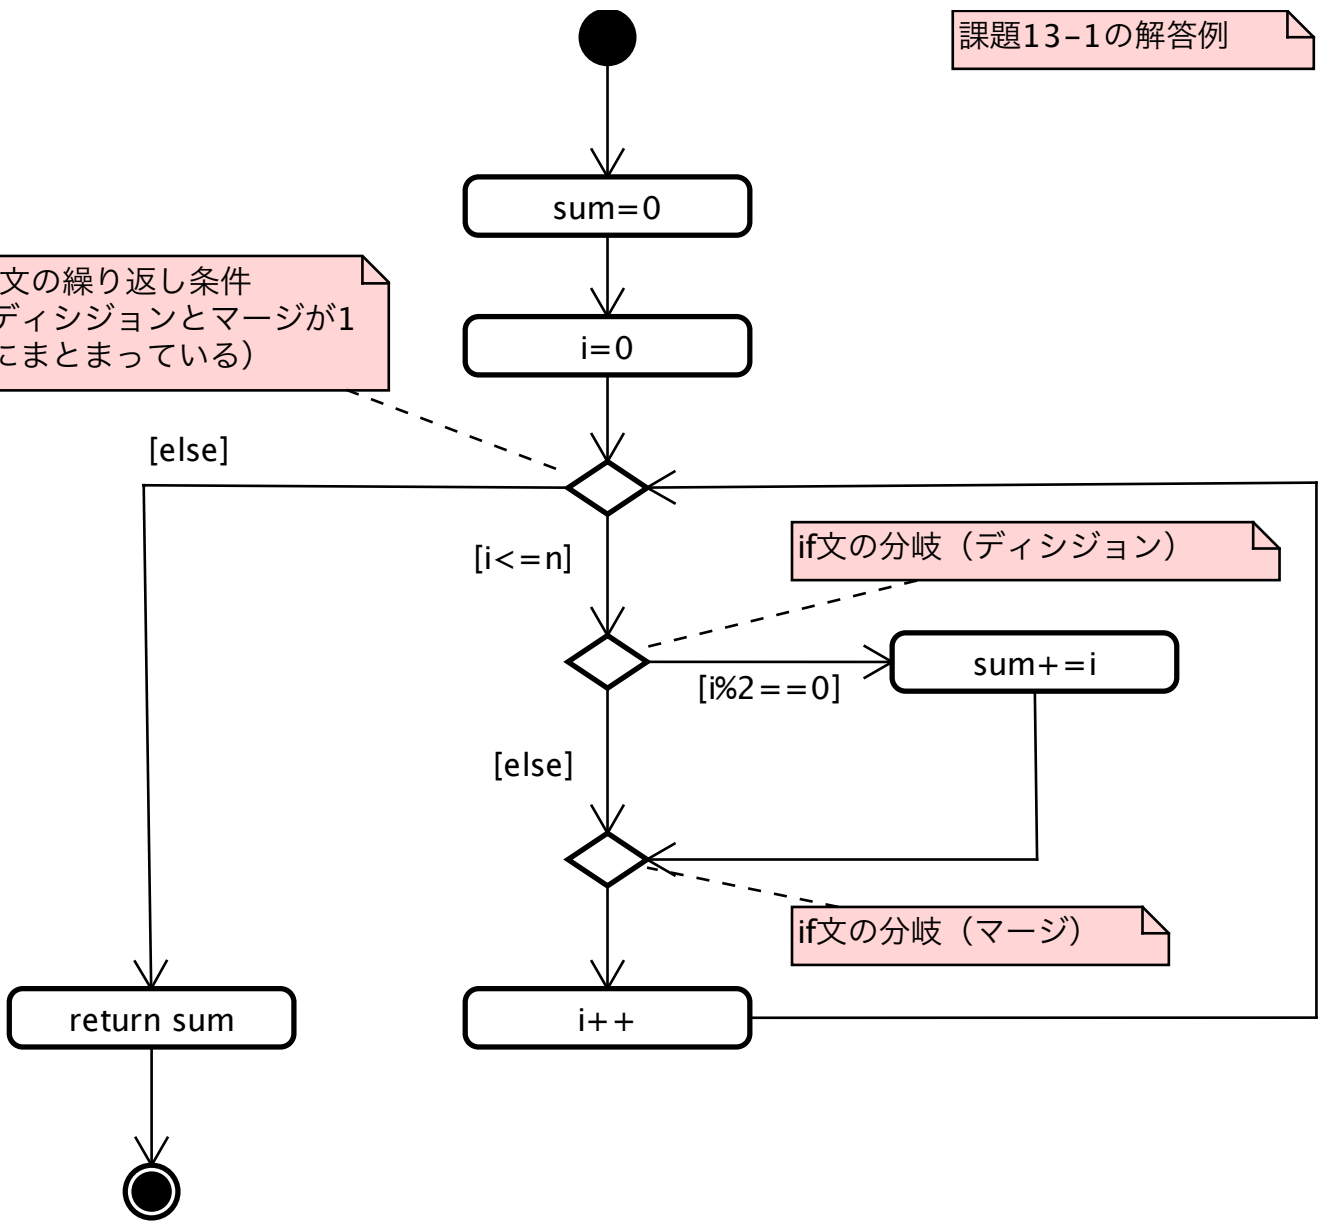 課題13-1の解答例
sum=0
文の繰り返し条件
ディシジョンとマージが1
にまとまっている）
i=0
[else]
[i<=n]
if文の分岐（ディシジョン）
sum+=i
[i%2==0]
[else]
if文の分岐（マージ）
return sum
i++